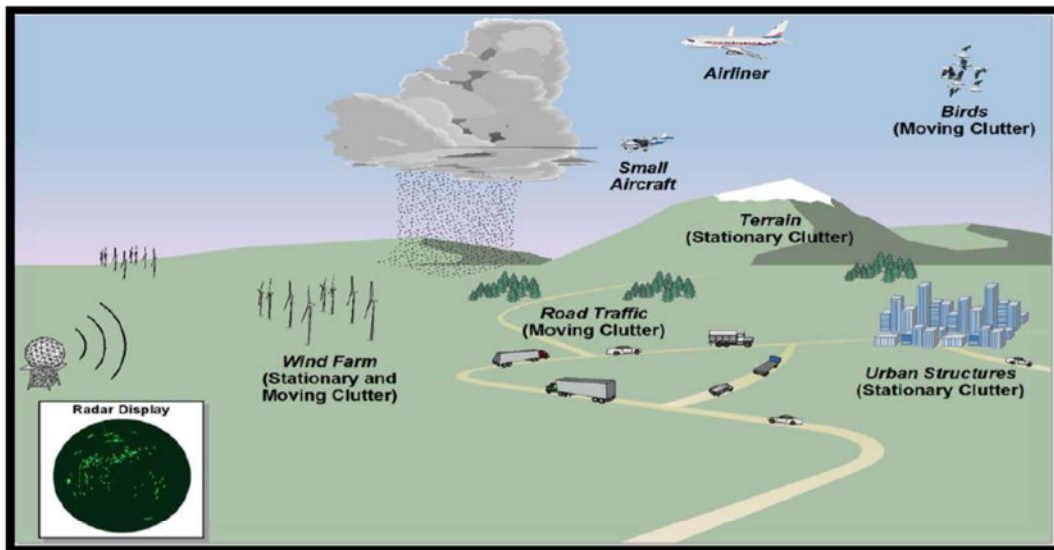 Airliner
Birds
(Moving Clutter)
Small
Aircraft
Terrain
(Stationary Clutter)
Road Traffic
(Moving Clutter)
Wind Farm
(Stationary and
Moving Clutter)
Urban Structures
(Stationary Clutter)
Radar Display